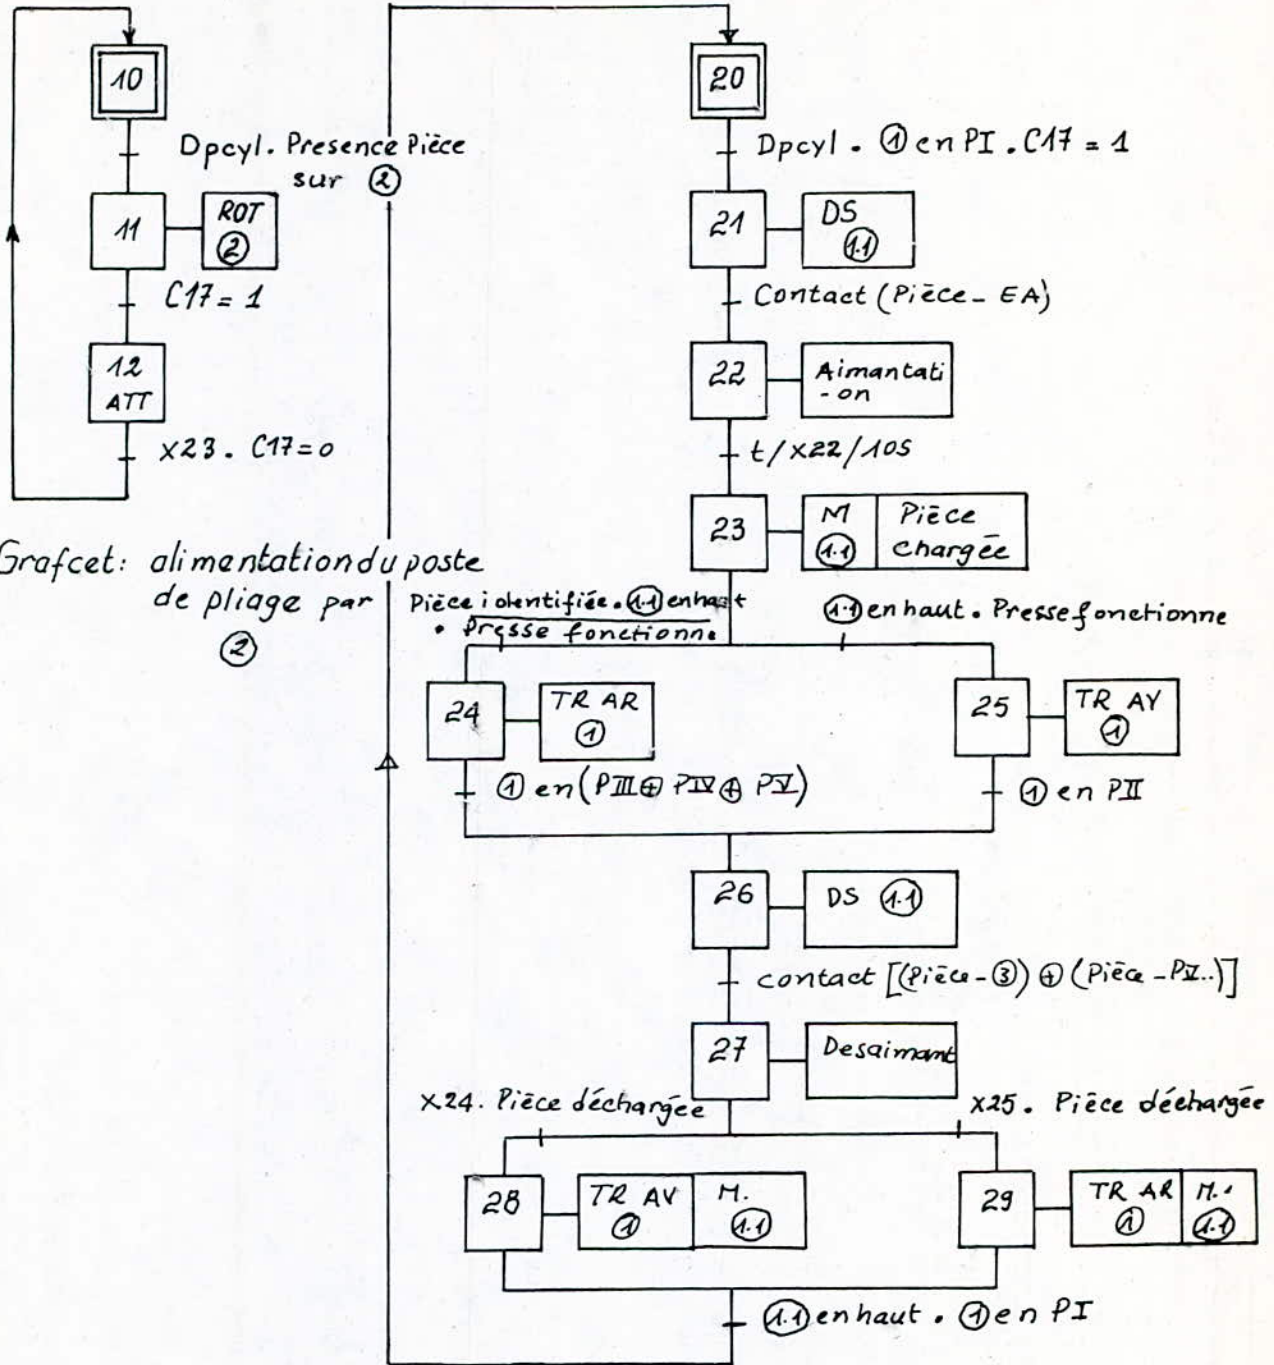 10
Dpcyl. Presence Pièce
sur ②
11
ROT
②
C17 = 1
12
ATT
X23. C17=0
Grafcet: alimentation du poste
de pliage par
②
20
Dpcyl. ① en PI. C17 = 1
21
DS
(1.1)
Contact (Pièce - EA)
22
Aimantati
-on
t/X22/10S
23
M
(1.1)
Pièce
chargée
Pièce identifiée. (1.1) en haut
. Presse fonctionne
(1.1) en haut. Presse fonctionne
24
TR AR
①
25
TR AV
①
① en (PIII ⊕ PIV ⊕ PV)
① en PII
26
DS (1.1)
contact [(Pièce-③) ⊕ (Pièce-PV..)]
27
Desaimant
X24. Pièce déchargée
X25. Pièce déchargée
28
TR AV
①
M.
(1.1)
29
TR AR
①
M..
(1.1)
(1.1) en haut. ① en PI